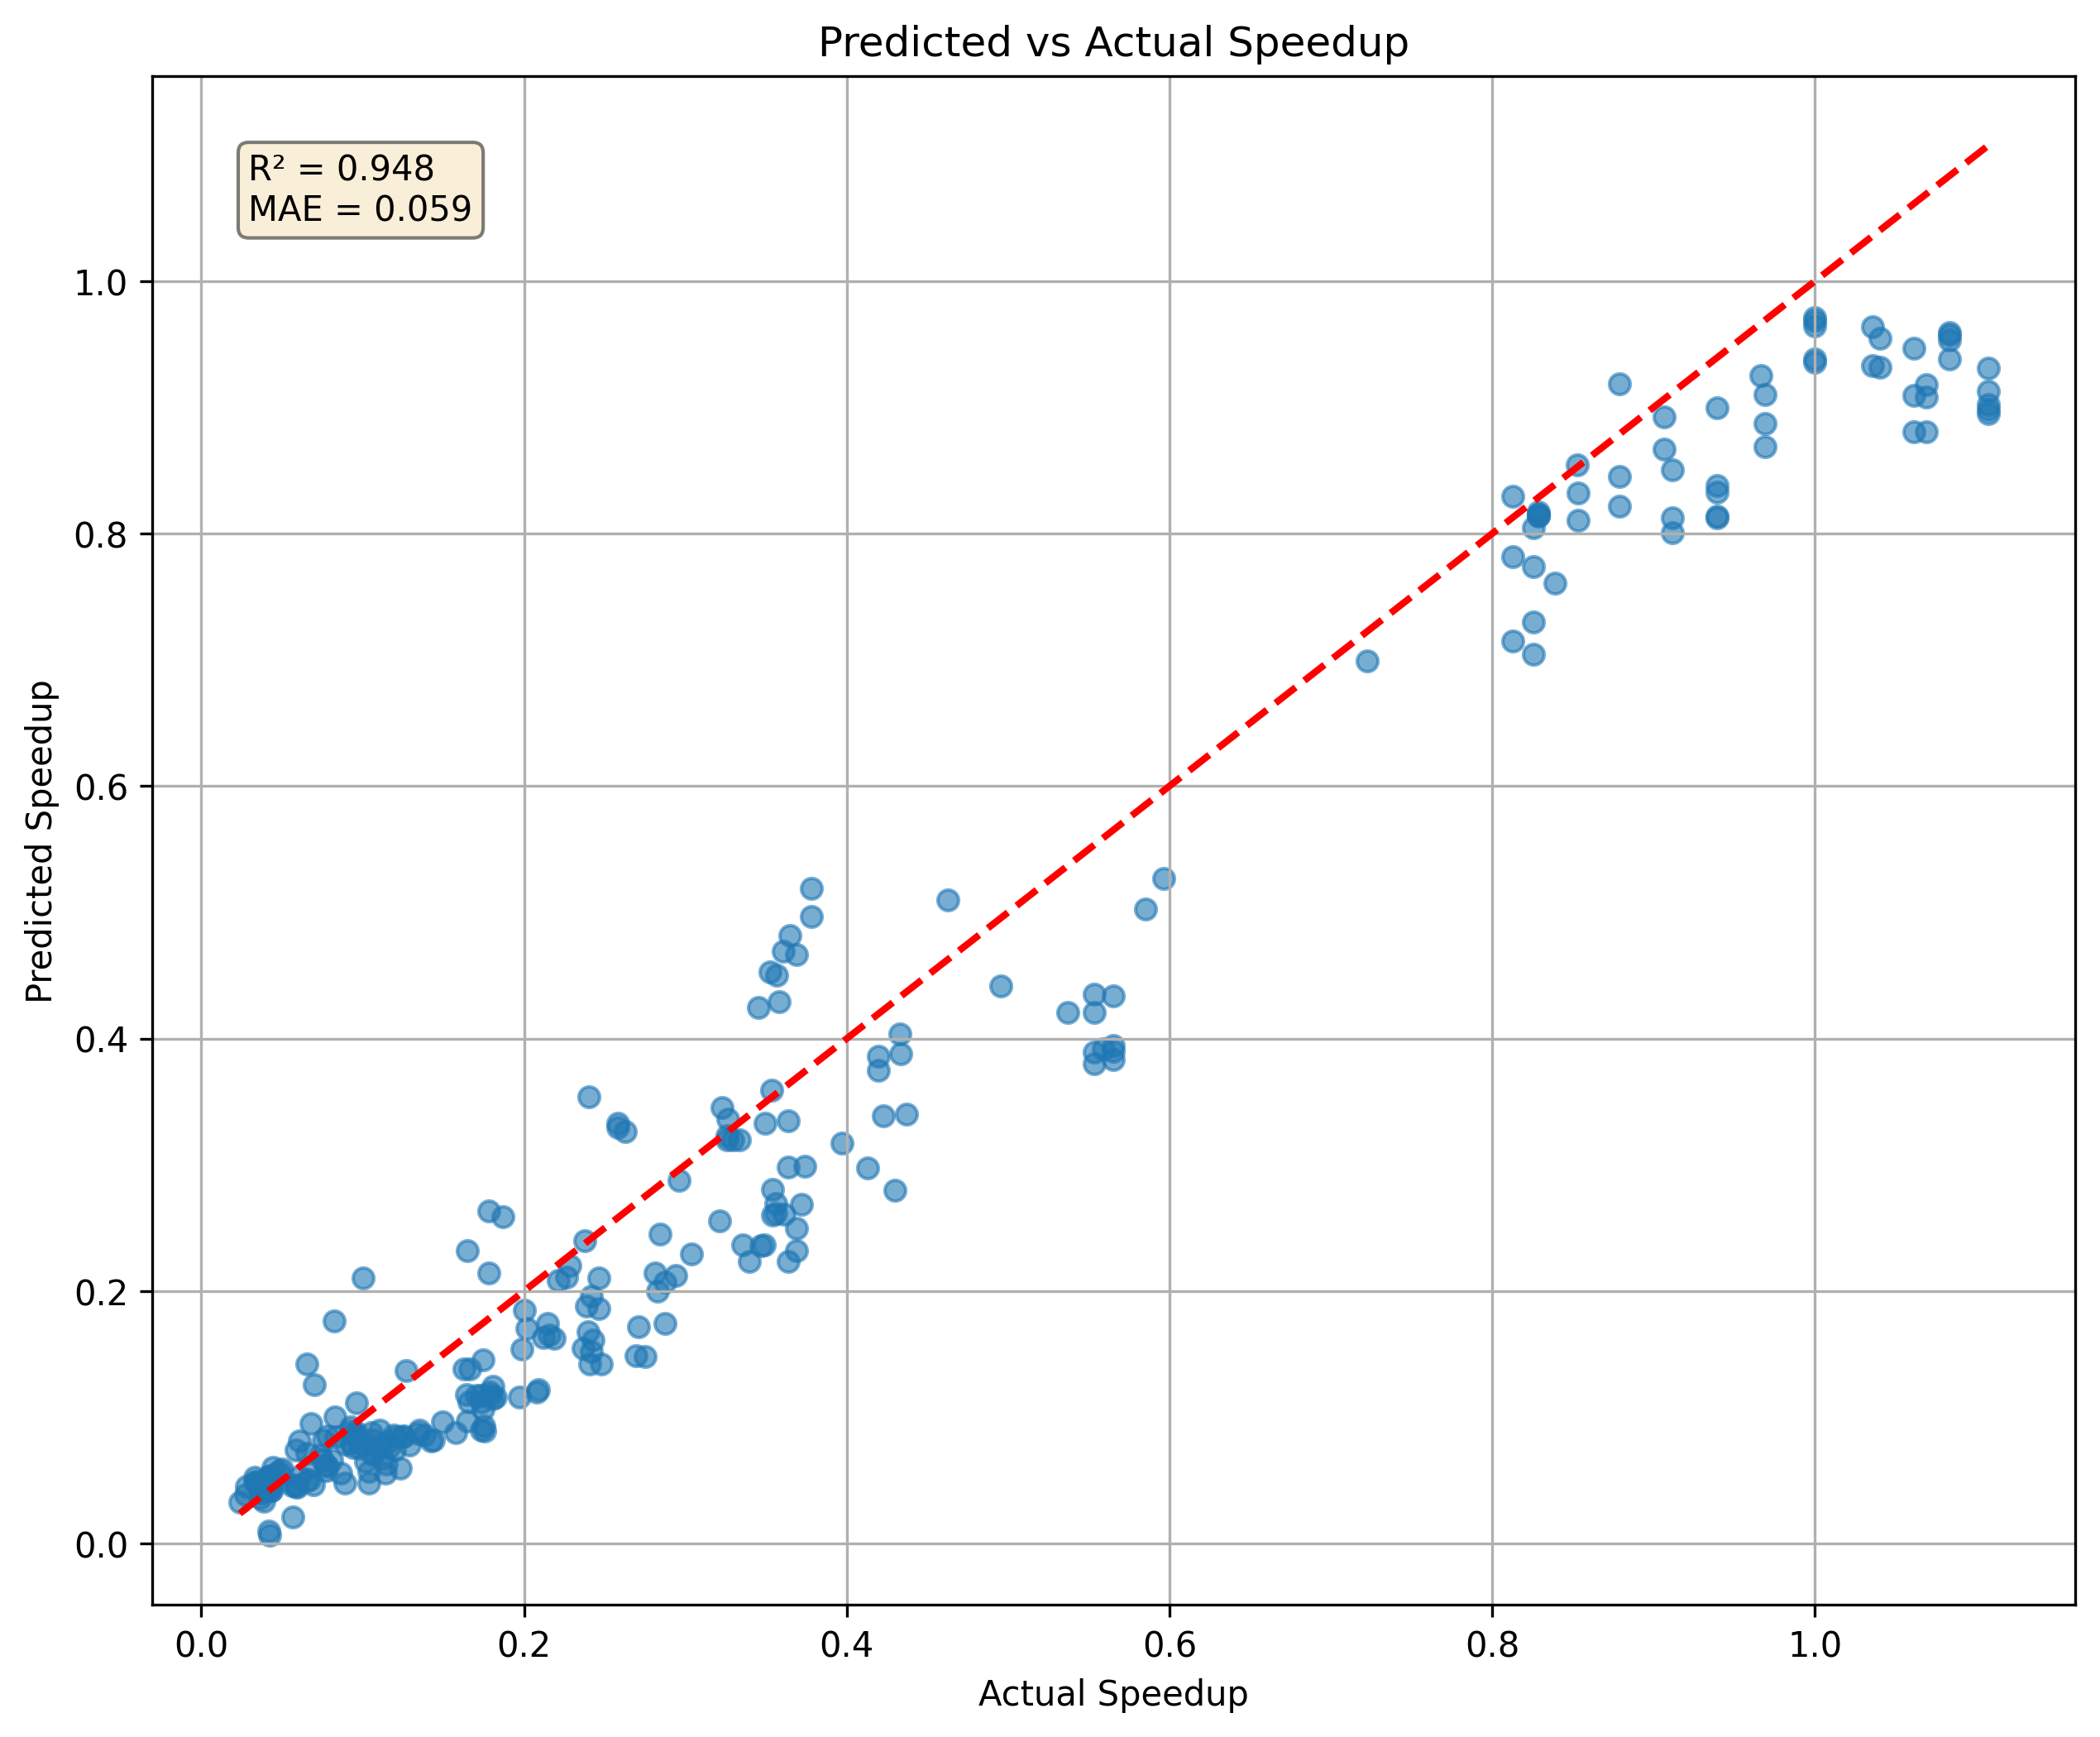 Predicted vs Actual Speedup
R² = 0.948
MAE = 0.059
Predicted Speedup
1.0
0.8
0.6
0.4
0.2
0.0
0.0 0.2 0.4 0.6 0.8 1.0
Actual Speedup